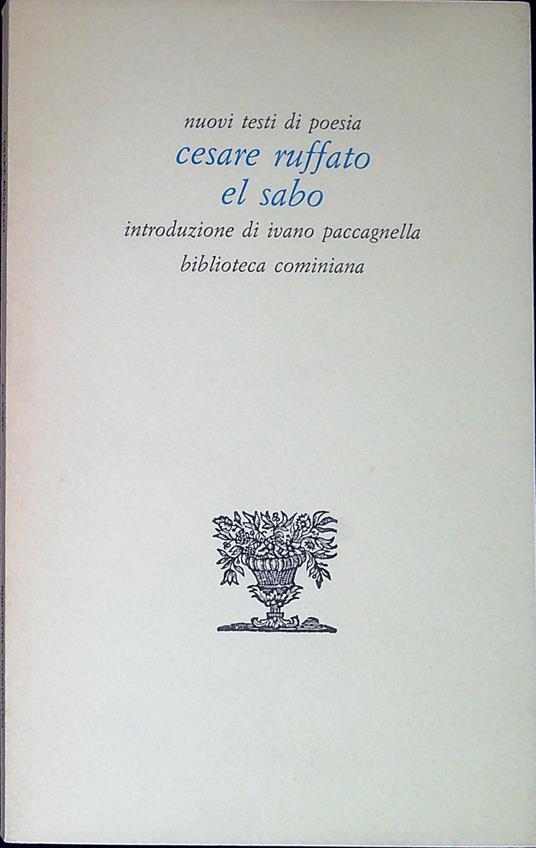 nuovi testi di poesia
cesare ruffato
el sabo
introduzione di ivano paccagnella
biblioteca cominiana